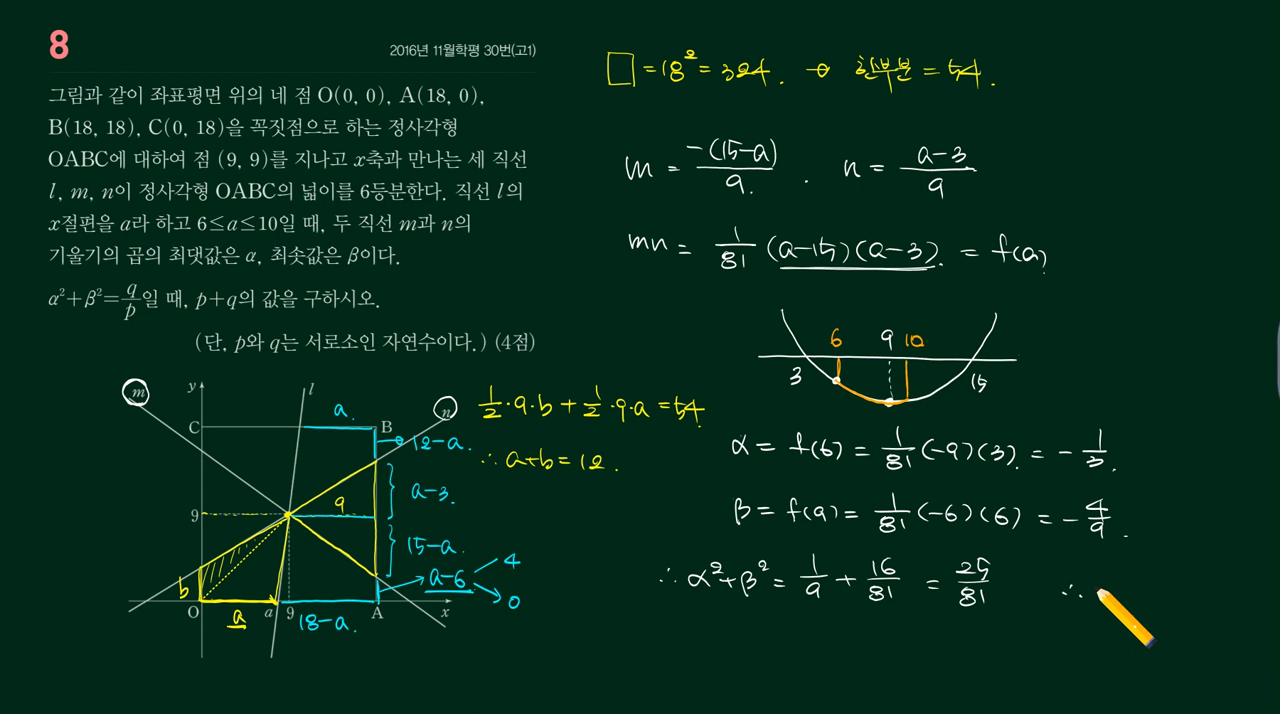 8
2016년 11월학평 30번(고1)
그림과 같이 좌표평면 위의 네 점 O(0, 0), A(18, 0),
B(18, 18), C(0, 18)을 꼭짓점으로 하는 정사각형
OABC에 대하여 점 (9, 9)를 지나고 x축과 만나는 세 직선
l, m, n이 정사각형 OABC의 넓이를 6등분한다. 직선 l의
x절편을 a라 하고 6≤a≤10일 때, 두 직선 m과 n의
기울기의 곱의 최댓값은 α, 최솟값은 β이다.
α²+β²=q/p일 때, p+q의 값을 구하시오.
(단, p와 q는 서로소인 자연수이다.) (4점)
y
m
l
n
C
B
a.
12-a.
9
9
a-3.
15-a.
a-6
4
0
b
O
a
9
A
x
a
18-a.
1/2·9·b + 1/2·9·a = 54
∴ a+b = 12.
□ = 18² = 324. → 한부분 = 54.
m = -(15-a)/9. n = (a-3)/9
mn = 1/81 (a-15)(a-3) = f(a)
6 9 10
3 15
α = f(6) = 1/81 (-9)(3) = -1/3.
β = f(9) = 1/81 (-6)(6) = -4/9.
∴ α²+β² = 1/9 + 16/81 = 25/81 ∴